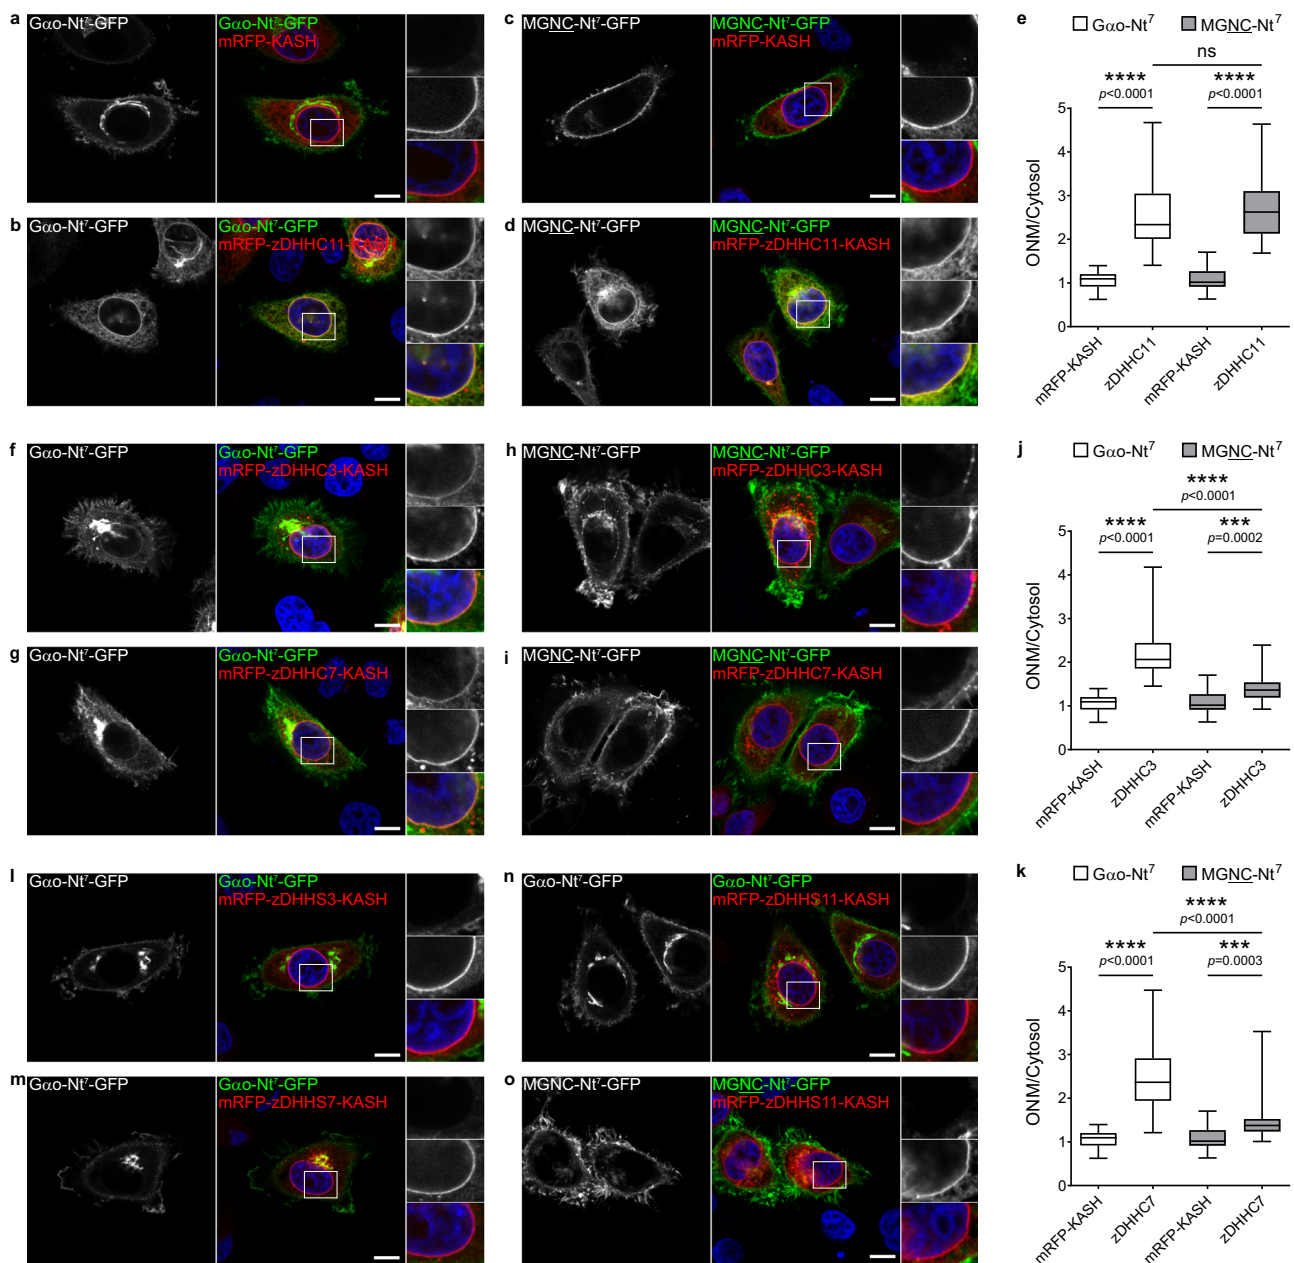 a
Gαo-Nt⁷-GFP
Gαo-Nt⁷-GFP
mRFP-KASH
c
MGNC-Nt⁷-GFP
MGNC-Nt⁷-GFP
mRFP-KASH
e
Gαo-Nt⁷
MGNC-Nt⁷
ns
**** ****
p<0.0001 p<0.0001
5
4
3
2
1
0
ONM/Cytosol
mRFP-KASH
zDHHC11
mRFP-KASH
zDHHC11
b
Gαo-Nt⁷-GFP
Gαo-Nt⁷-GFP
mRFP-zDHHC11-KASH
d
MGNC-Nt⁷-GFP
MGNC-Nt⁷-GFP
mRFP-zDHHC11-KASH
f
Gαo-Nt⁷-GFP
Gαo-Nt⁷-GFP
mRFP-zDHHC3-KASH
h
MGNC-Nt⁷-GFP
MGNC-Nt⁷-GFP
mRFP-zDHHC3-KASH
j
Gαo-Nt⁷
MGNC-Nt⁷
****
p<0.0001
**** ***
p<0.0001 p=0.0002
5
4
3
2
1
0
ONM/Cytosol
mRFP-KASH
zDHHC3
mRFP-KASH
zDHHC3
g
Gαo-Nt⁷-GFP
Gαo-Nt⁷-GFP
mRFP-zDHHC7-KASH
i
MGNC-Nt⁷-GFP
MGNC-Nt⁷-GFP
mRFP-zDHHC7-KASH
l
Gαo-Nt⁷-GFP
Gαo-Nt⁷-GFP
mRFP-zDHHS3-KASH
n
Gαo-Nt⁷-GFP
Gαo-Nt⁷-GFP
mRFP-zDHHS11-KASH
k
Gαo-Nt⁷
MGNC-Nt⁷
****
p<0.0001
**** ***
p<0.0001 p=0.0003
5
4
3
2
1
0
ONM/Cytosol
mRFP-KASH
zDHHC7
mRFP-KASH
zDHHC7
m
Gαo-Nt⁷-GFP
Gαo-Nt⁷-GFP
mRFP-zDHHS7-KASH
o
MGNC-Nt⁷-GFP
MGNC-Nt⁷-GFP
mRFP-zDHHS11-KASH